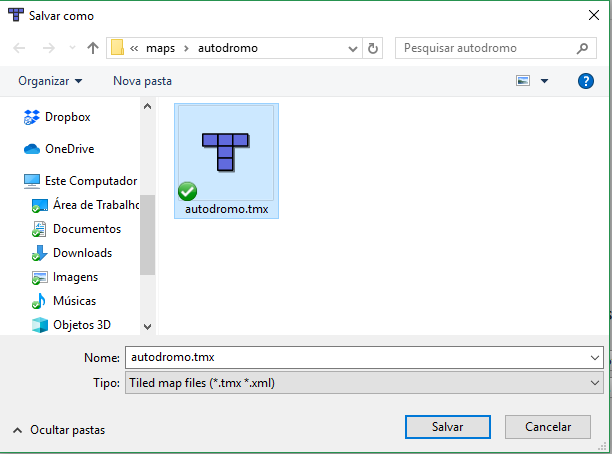 Salvar como
« maps › autodromo
Pesquisar autodromo
Organizar
Nova pasta
?
Dropbox
OneDrive
Este Computador
Área de Trabalho
Documentos
Downloads
Imagens
Músicas
Objetos 3D
autodromo.tmx
Nome: autodromo.tmx
Tipo: Tiled map files (*.tmx *.xml)
Ocultar pastas
Salvar
Cancelar